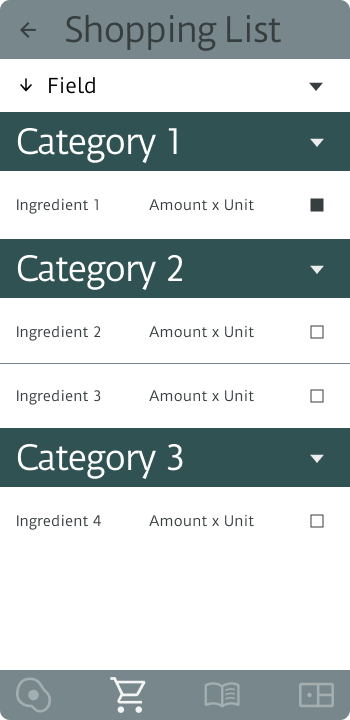 Shopping List
Field
Category 1
Ingredient 1 Amount x Unit
Category 2
Ingredient 2 Amount x Unit
Ingredient 3 Amount x Unit
Category 3
Ingredient 4 Amount x Unit